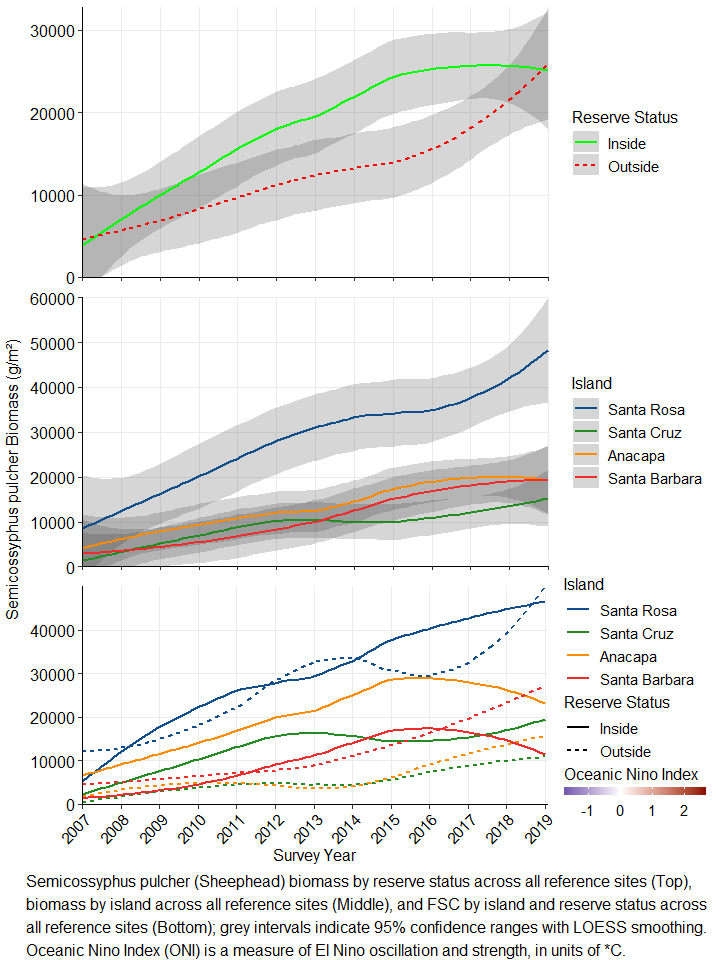 30000
20000
10000
0
Reserve Status
Inside
Outside
Semicossyphus pulcher Biomass (g/m²)
60000
50000
40000
30000
20000
10000
0
Island
Santa Rosa
Santa Cruz
Anacapa
Santa Barbara
40000
30000
20000
10000
0
2007 2008 2009 2010 2011 2012 2013 2014 2015 2016 2017 2018 2019
Survey Year
Island
Santa Rosa
Santa Cruz
Anacapa
Santa Barbara
Reserve Status
Inside
Outside
Oceanic Nino Index
-1 0 1 2
Semicossyphus pulcher (Sheephead) biomass by reserve status across all reference sites (Top),
biomass by island across all reference sites (Middle), and FSC by island and reserve status across
all reference sites (Bottom); grey intervals indicate 95% confidence ranges with LOESS smoothing.
Oceanic Nino Index (ONI) is a measure of El Nino oscillation and strength, in units of *C.